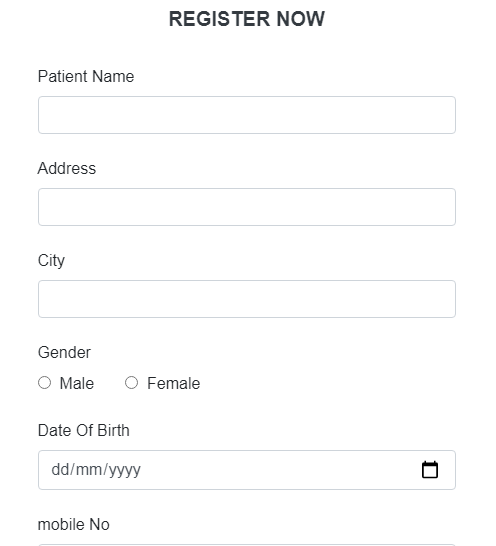 REGISTER NOW
Patient Name
Address
City
Gender
Male Female
Date Of Birth
dd/mm/yyyy
mobile No